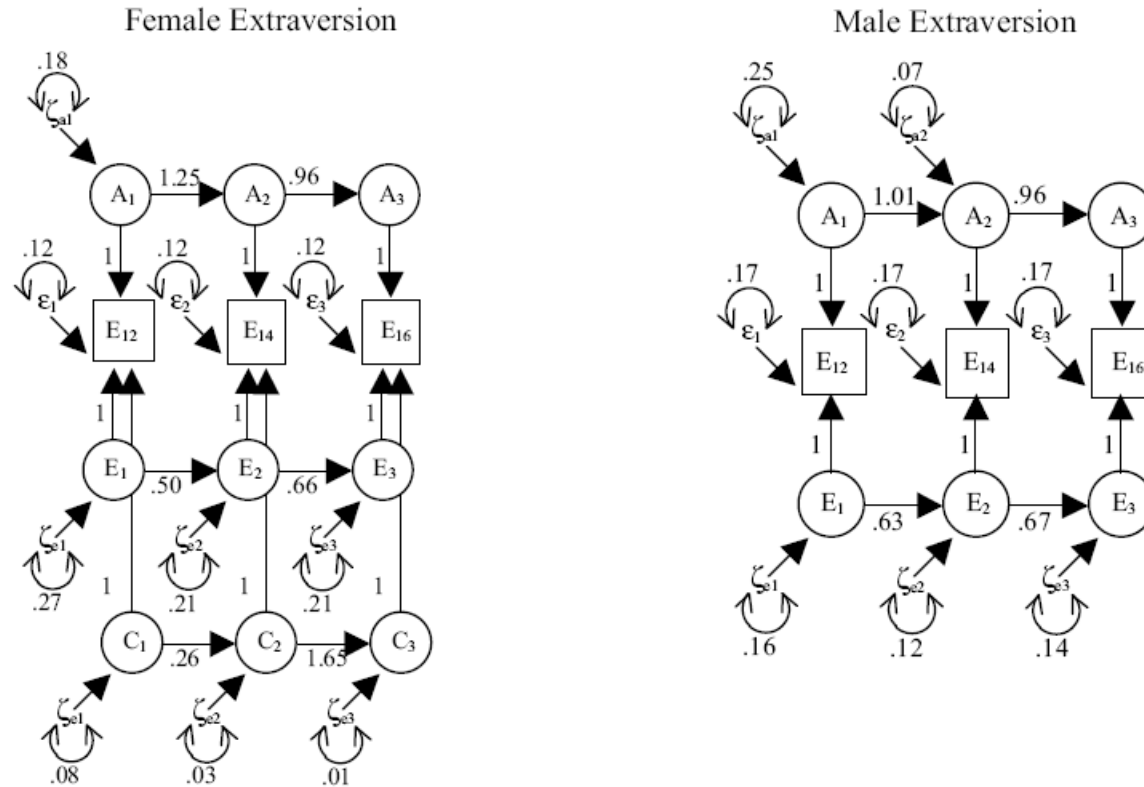 Female Extraversion
.18
ζa1
A1 1.25 A2 .96 A3
1 1 1
.12 .12 .12
ε1 ε2 ε3
E12 E14 E16
1 1 1
E1 .50 E2 .66 E3
ζe1 ζe2 ζe3
.27 .21 .21
1 1 1
C1 .26 C2 1.65 C3
ζe1 ζe2 ζe3
.08 .03 .01
Male Extraversion
.25 .07
ζa1 ζa2
A1 1.01 A2 .96 A3
1 1 1
.17 .17 .17
ε1 ε2 ε3
E12 E14 E16
1 1 1
E1 .63 E2 .67 E3
ζe1 ζe2 ζe3
.16 .12 .14